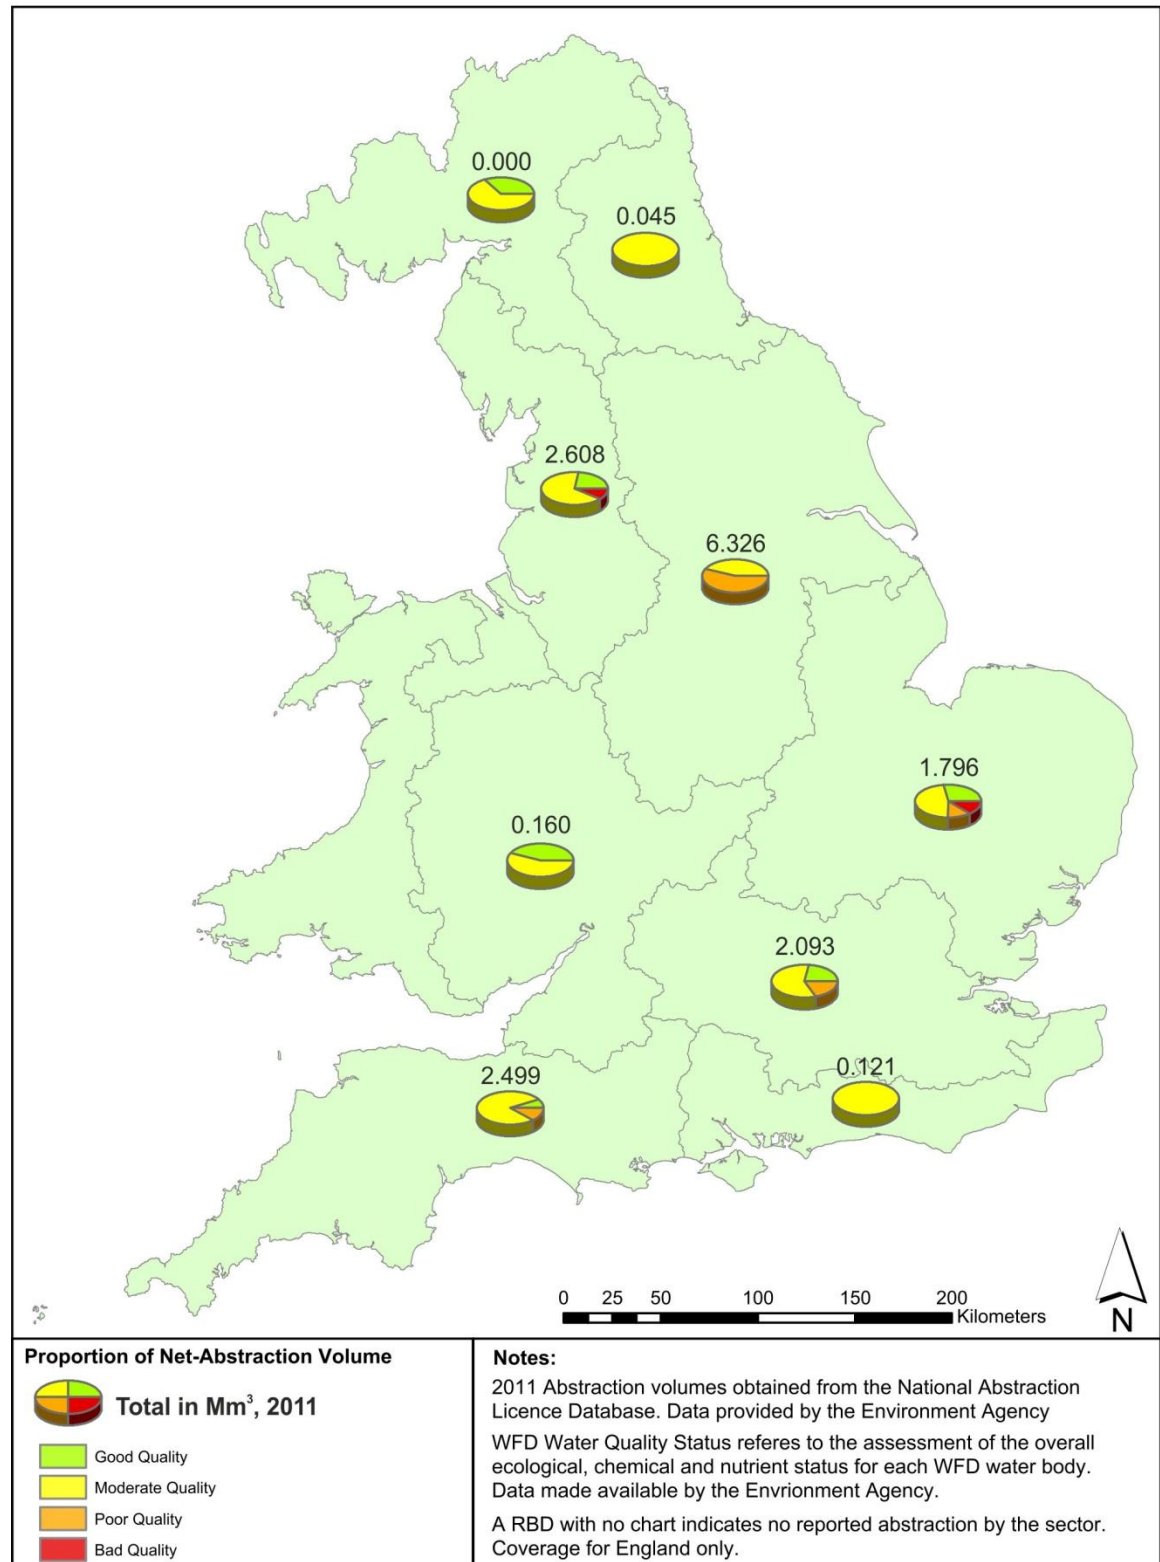 0.000
0.045
2.608
6.326
1.796
0.160
2.093
2.499
0.121
0 25 50 100 150 200
Kilometers
N
Proportion of Net-Abstraction Volume
Total in Mm³, 2011
Good Quality
Moderate Quality
Poor Quality
Bad Quality
Notes:
2011 Abstraction volumes obtained from the National Abstraction
Licence Database. Data provided by the Environment Agency
WFD Water Quality Status referes to the assessment of the overall
ecological, chemical and nutrient status for each WFD water body.
Data made available by the Envrionment Agency.
A RBD with no chart indicates no reported abstraction by the sector.
Coverage for England only.